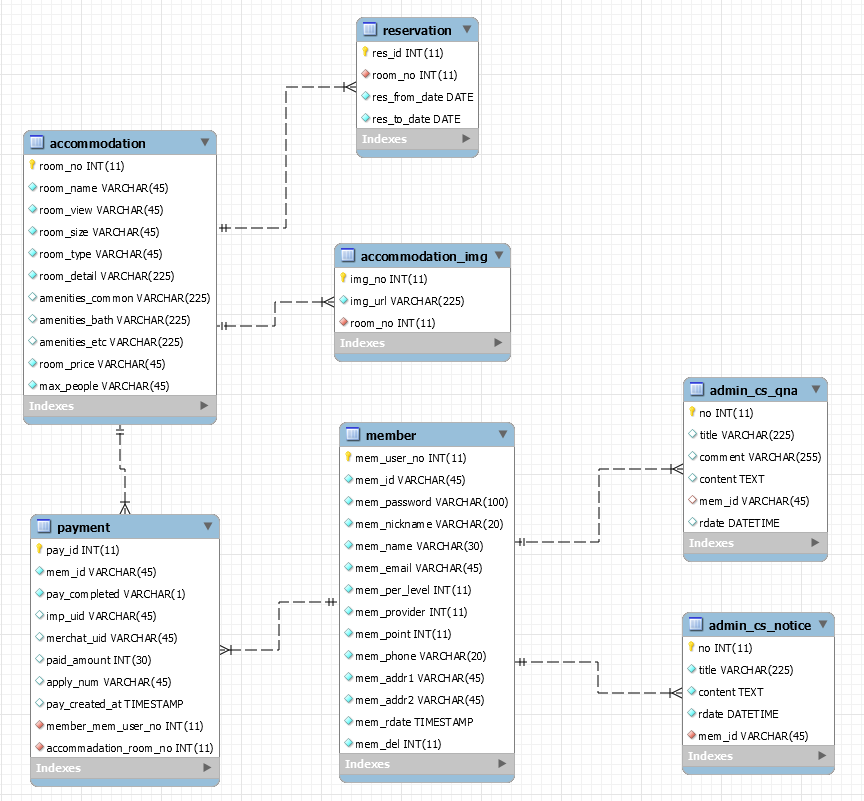 reservation
res_id INT(11)
room_no INT(11)
res_from_date DATE
res_to_date DATE
Indexes
accommodation
room_no INT(11)
room_name VARCHAR(45)
room_view VARCHAR(45)
room_size VARCHAR(45)
room_type VARCHAR(45)
room_detail VARCHAR(225)
amenities_common VARCHAR(225)
amenities_bath VARCHAR(225)
amenities_etc VARCHAR(225)
room_price VARCHAR(45)
max_people VARCHAR(45)
Indexes
accommodation_img
img_no INT(11)
img_url VARCHAR(225)
room_no INT(11)
Indexes
member
mem_user_no INT(11)
mem_id VARCHAR(45)
mem_password VARCHAR(100)
mem_nickname VARCHAR(20)
mem_name VARCHAR(30)
mem_email VARCHAR(45)
mem_per_level INT(11)
mem_provider INT(11)
mem_point INT(11)
mem_phone VARCHAR(20)
mem_addr1 VARCHAR(45)
mem_addr2 VARCHAR(45)
mem_rdate TIMESTAMP
mem_del INT(11)
Indexes
admin_cs_qna
no INT(11)
title VARCHAR(225)
comment VARCHAR(255)
content TEXT
mem_id VARCHAR(45)
rdate DATETIME
Indexes
payment
pay_id INT(11)
mem_id VARCHAR(45)
pay_completed VARCHAR(1)
imp_uid VARCHAR(45)
merchat_uid VARCHAR(45)
paid_amount INT(30)
apply_num VARCHAR(45)
pay_created_at TIMESTAMP
member_mem_user_no INT(11)
accommadation_room_no INT(11)
Indexes
admin_cs_notice
no INT(11)
title VARCHAR(225)
content TEXT
rdate DATETIME
mem_id VARCHAR(45)
Indexes